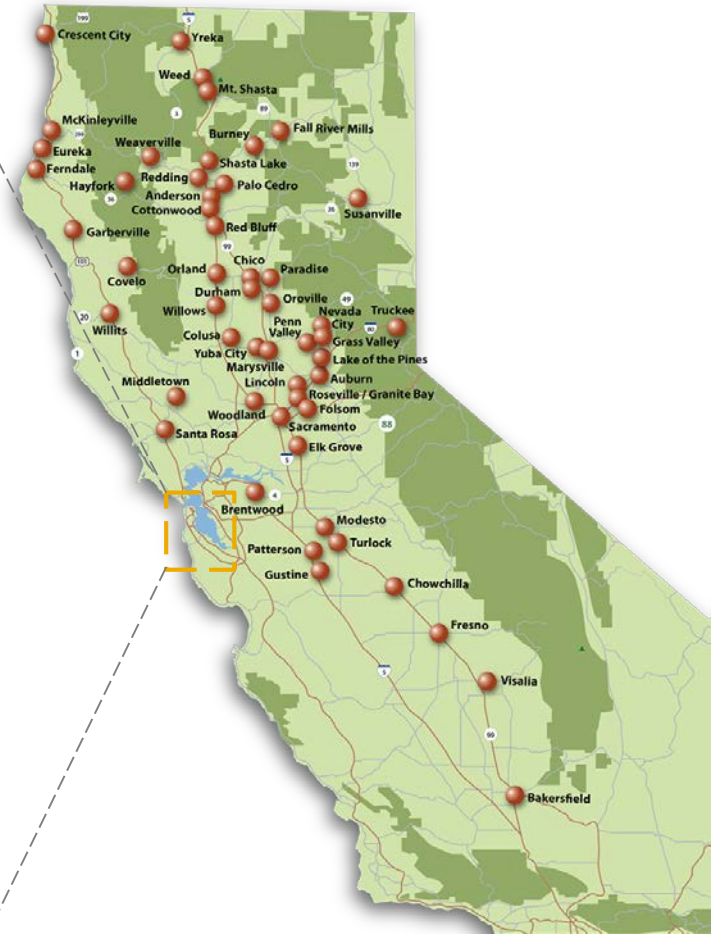 199
5
Crescent City
Yreka
Weed
Mt. Shasta
3
89
McKinleyville
299
Eureka
Ferndale
Weaverville
Burney
Fall River Mills
Shasta Lake
139
Hayfork
Redding
Palo Cedro
36
Anderson
Cottonwood
36
Susanville
Garberville
Red Bluff
99
101
Covelo
Orland
Chico
Paradise
Durham
49
Oroville
Willows
20
Willits
Nevada
City
Truckee
80
Penn
Valley
Grass Valley
1
Colusa
Yuba City
Marysville
Lake of the Pines
Middletown
Lincoln
Auburn
Roseville / Granite Bay
Woodland
Folsom
Sacramento
88
Santa Rosa
Elk Grove
5
4
Brentwood
Modesto
Turlock
Patterson
Gustine
Chowchilla
Fresno
5
Visalia
99
Bakersfield